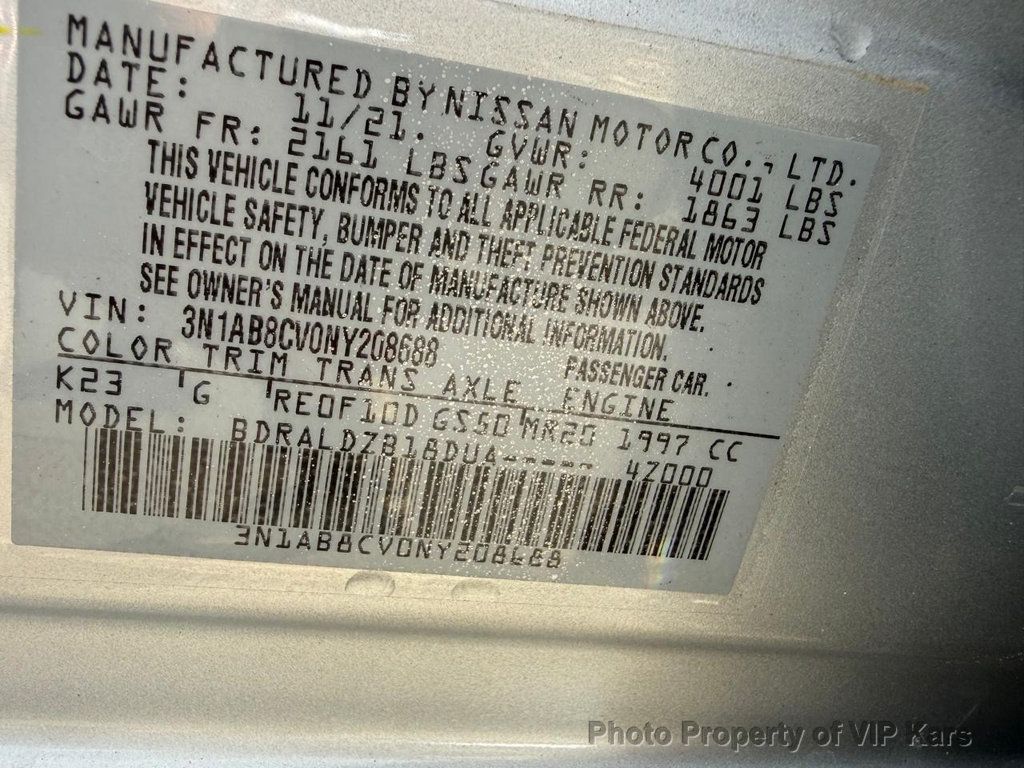 MANUFACTURED BY NISSAN MOTOR CO., LTD.
DATE: 11/21. GVWR: 4001 LBS
GAWR FR: 2161 LBS GAWR RR: 1863 LBS
THIS VEHICLE CONFORMS TO ALL APPLICABLE FEDERAL MOTOR
VEHICLE SAFETY, BUMPER AND THEFT PREVENTION STANDARDS
IN EFFECT ON THE DATE OF MANUFACTURE SHOWN ABOVE.
SEE OWNER'S MANUAL FOR ADDITIONAL INFORMATION.
VIN: 3N1AB8CV0NY208688 PASSENGER CAR.
COLOR TRIM TRANS AXLE ENGINE
K23 G RE0F10D GS50 MR20 1997 CC
MODEL: BDRALDZB18DUA----- 4Z000
3N1AB8CV0NY208688
Photo Property of VIP Kars